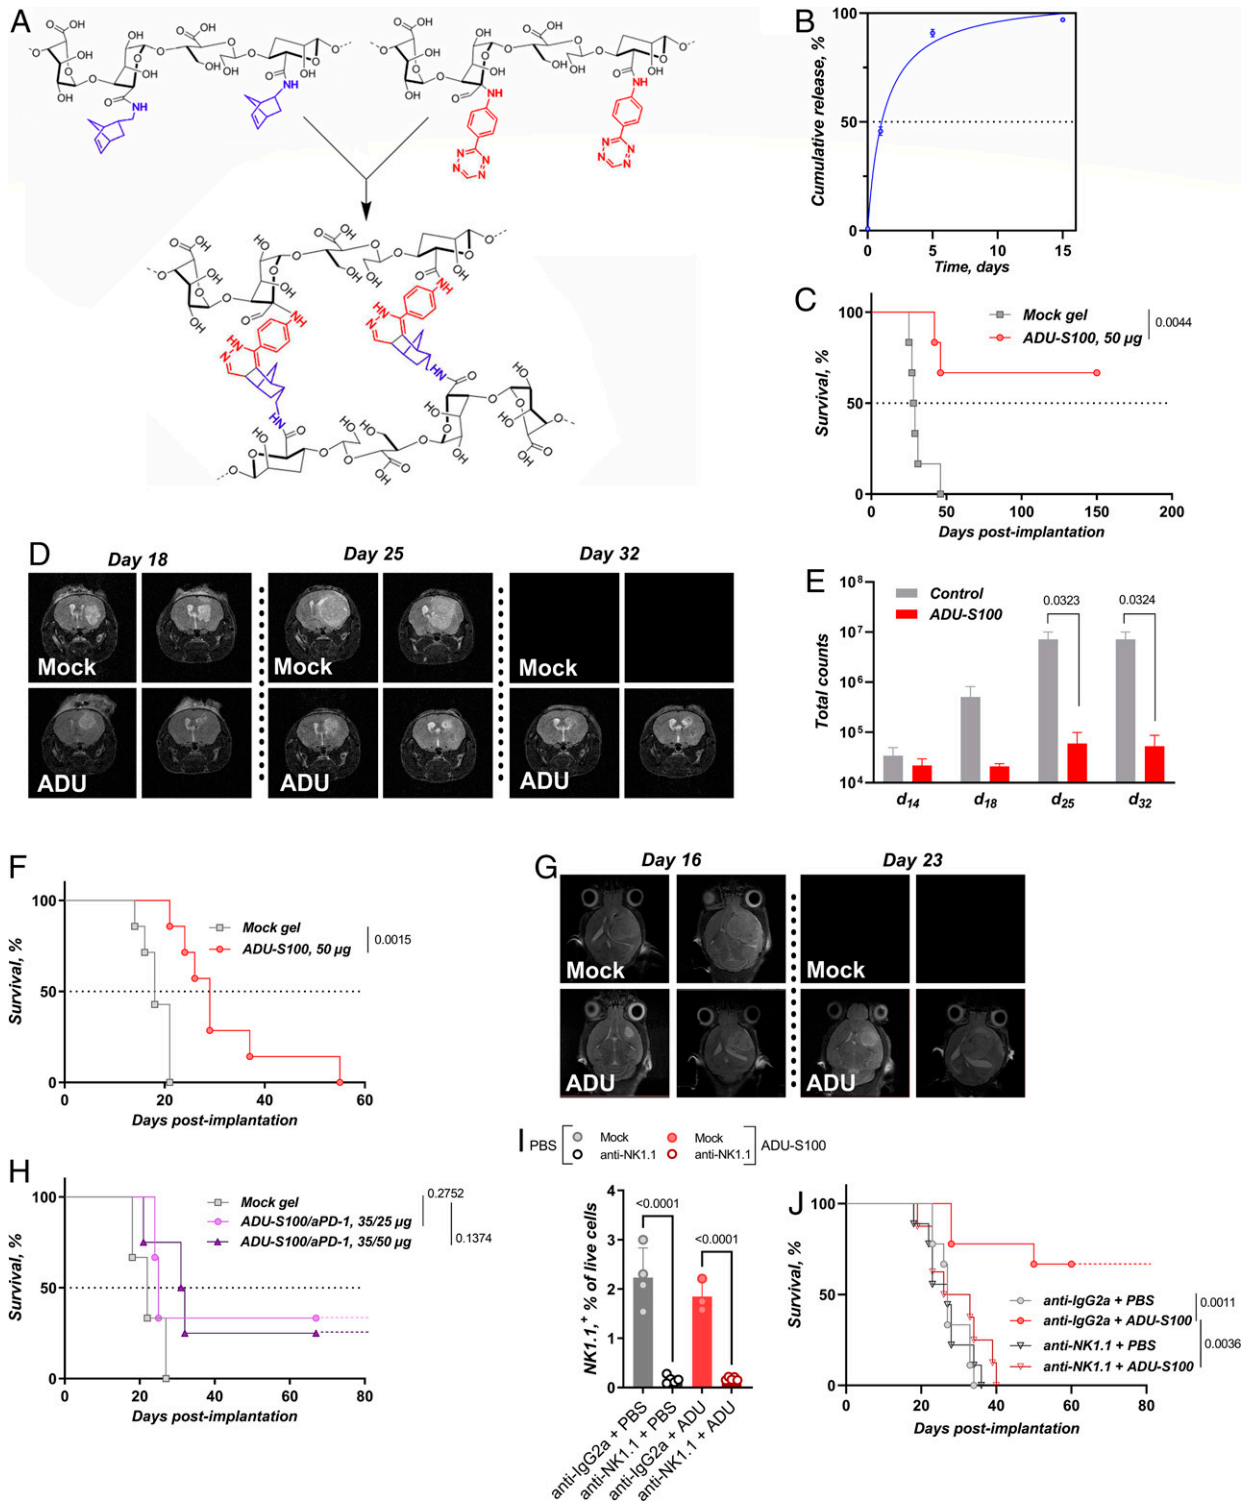 A
B
Cumulative release, %
100
50
0
0
5
10
15
Time, days
C
Survival, %
100
50
0
0
50
100
150
200
Days post-implantation
Mock gel
ADU-S100, 50 µg
0.0044
D
Day 18
Day 25
Day 32
Mock
Mock
Mock
ADU
ADU
ADU
E
Total counts
10⁸
10⁷
10⁶
10⁵
10⁴
Control
ADU-S100
0.0323
0.0324
d₁₄
d₁₈
d₂₅
d₃₂
F
Survival, %
100
50
0
0
20
40
60
Days post-implantation
Mock gel
ADU-S100, 50 µg
0.0015
G
Day 16
Day 23
Mock
Mock
ADU
ADU
H
Survival, %
100
50
0
0
20
40
60
80
Days post-implantation
Mock gel
ADU-S100/aPD-1, 35/25 µg
ADU-S100/aPD-1, 35/50 µg
0.2752
0.1374
I
PBS
Mock
anti-NK1.1
Mock
anti-NK1.1
ADU-S100
NK1.1,⁺ % of live cells
4
3
2
1
0
<0.0001
<0.0001
anti-IgG2a + PBS
anti-NK1.1 + PBS
anti-IgG2a + ADU
anti-NK1.1 + ADU
J
Survival, %
100
50
0
0
20
40
60
80
Days post-implantation
anti-IgG2a + PBS
anti-IgG2a + ADU-S100
anti-NK1.1 + PBS
anti-NK1.1 + ADU-S100
0.0011
0.0036